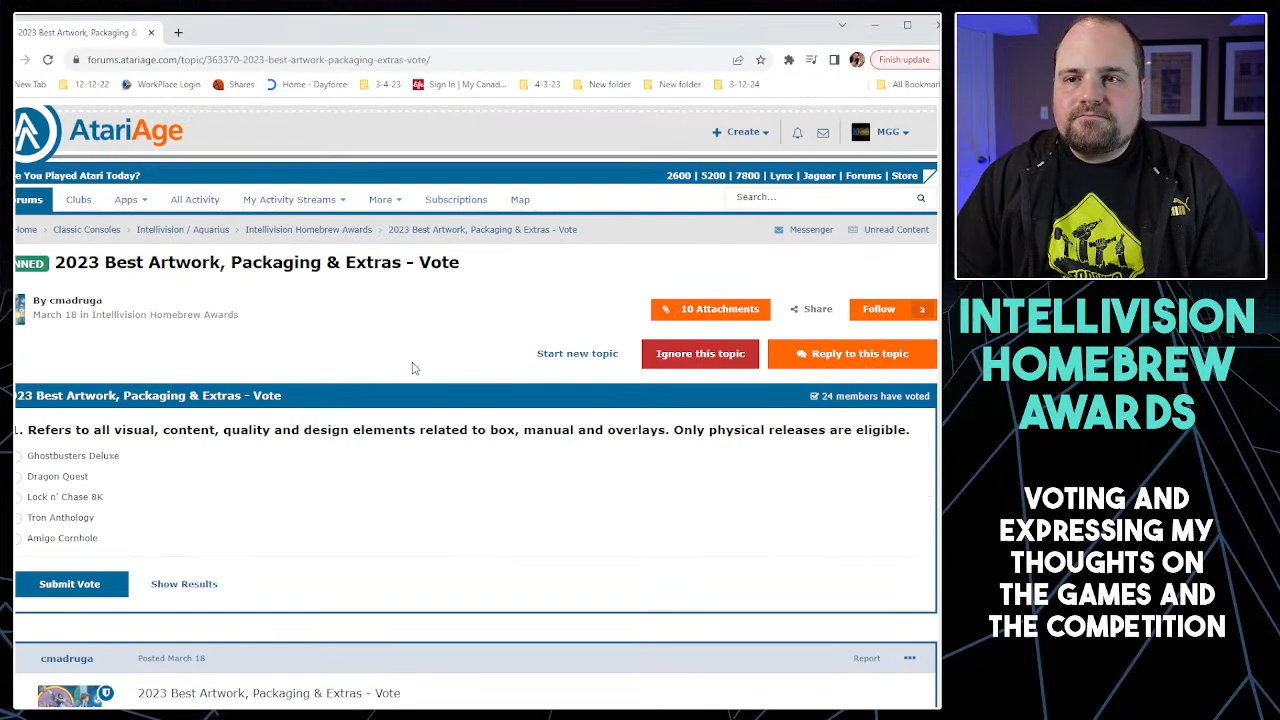 2023 Best Artwork, Packaging &
forums.atariage.com/topic/363370-2023-best-artwork-packaging-extras-vote/
Finish update
New Tab
12-12-22
WorkPlace Login
Shares
Home - Dayforce
3-4-23
Sign In | My Canad...
4-3-23
New folder
New folder
3-12-24
All Bookmar
AtariAge
Create
MGG
e You Played Atari Today?
2600 | 5200 | 7800 | Lynx | Jaguar | Forums | Store
rums
Clubs
Apps
All Activity
My Activity Streams
More
Subscriptions
Map
Search...
Home › Classic Consoles › Intellivision / Aquarius › Intellivision Homebrew Awards › 2023 Best Artwork, Packaging & Extras - Vote
Messenger
Unread Content
NNED
2023 Best Artwork, Packaging & Extras - Vote
By cmadruga
March 18 in Intellivision Homebrew Awards
10 Attachments
Share
Follow
2
Start new topic
Ignore this topic
Reply to this topic
023 Best Artwork, Packaging & Extras - Vote
24 members have voted
1. Refers to all visual, content, quality and design elements related to box, manual and overlays. Only physical releases are eligible.
Ghostbusters Deluxe
Dragon Quest
Lock n' Chase 8K
Tron Anthology
Amigo Cornhole
Submit Vote
Show Results
cmadruga
Posted March 18
Report
2023 Best Artwork, Packaging & Extras - Vote
INTELLIVISION
HOMEBREW
AWARDS
VOTING AND
EXPRESSING MY
THOUGHTS ON
THE GAMES AND
THE COMPETITION